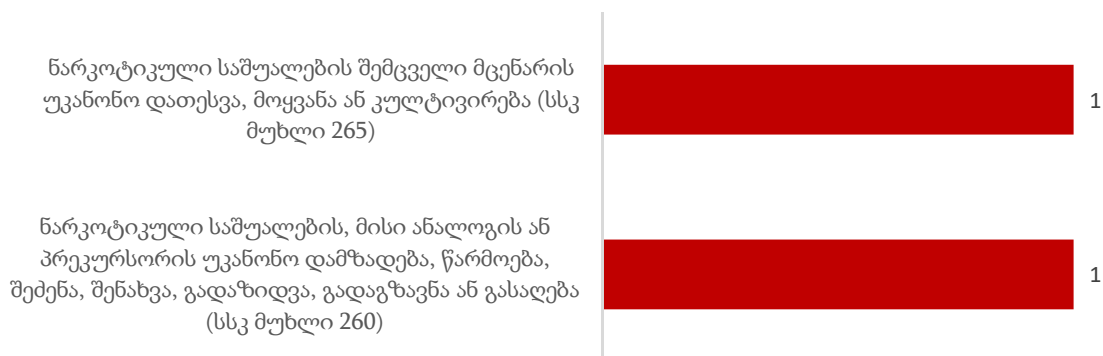 ნარკოტიკული საშუალების შემცველი მცენარის
უკანონო დათესვა, მოყვანა ან კულტივირება (სსკ
მუხლი 265)
1
ნარკოტიკული საშუალების, მისი ანალოგის ან
პრეკურსორის უკანონო დამზადება, წარმოება,
შეძენა, შენახვა, გადაზიდვა, გადაგზავნა ან გასაღება
(სსკ მუხლი 260)
1